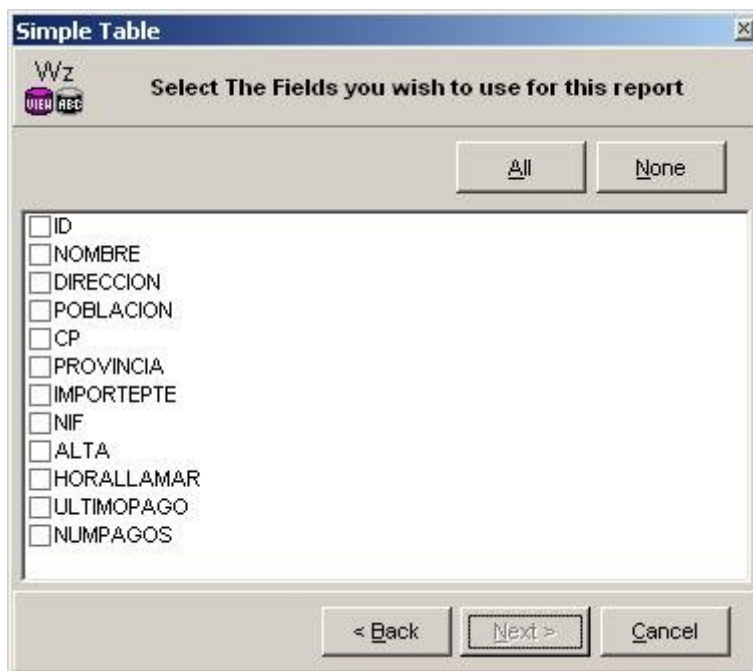 Simple Table
Wz
VIEW ABC
Select The Fields you wish to use for this report
All None
ID
NOMBRE
DIRECCION
POBLACION
CP
PROVINCIA
IMPORTEPTE
NIF
ALTA
HORALLAMAR
ULTIMOPAGO
NUMPAGOS
< Back Next > Cancel